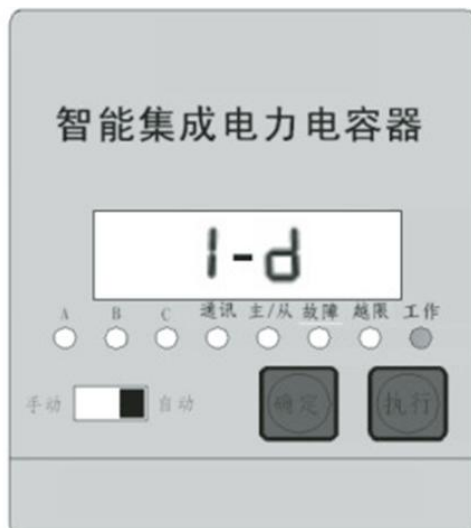 智能集成电力电容器
1-d
A B C 通讯 主/从 故障 越限 工作
手动 自动 确定 执行